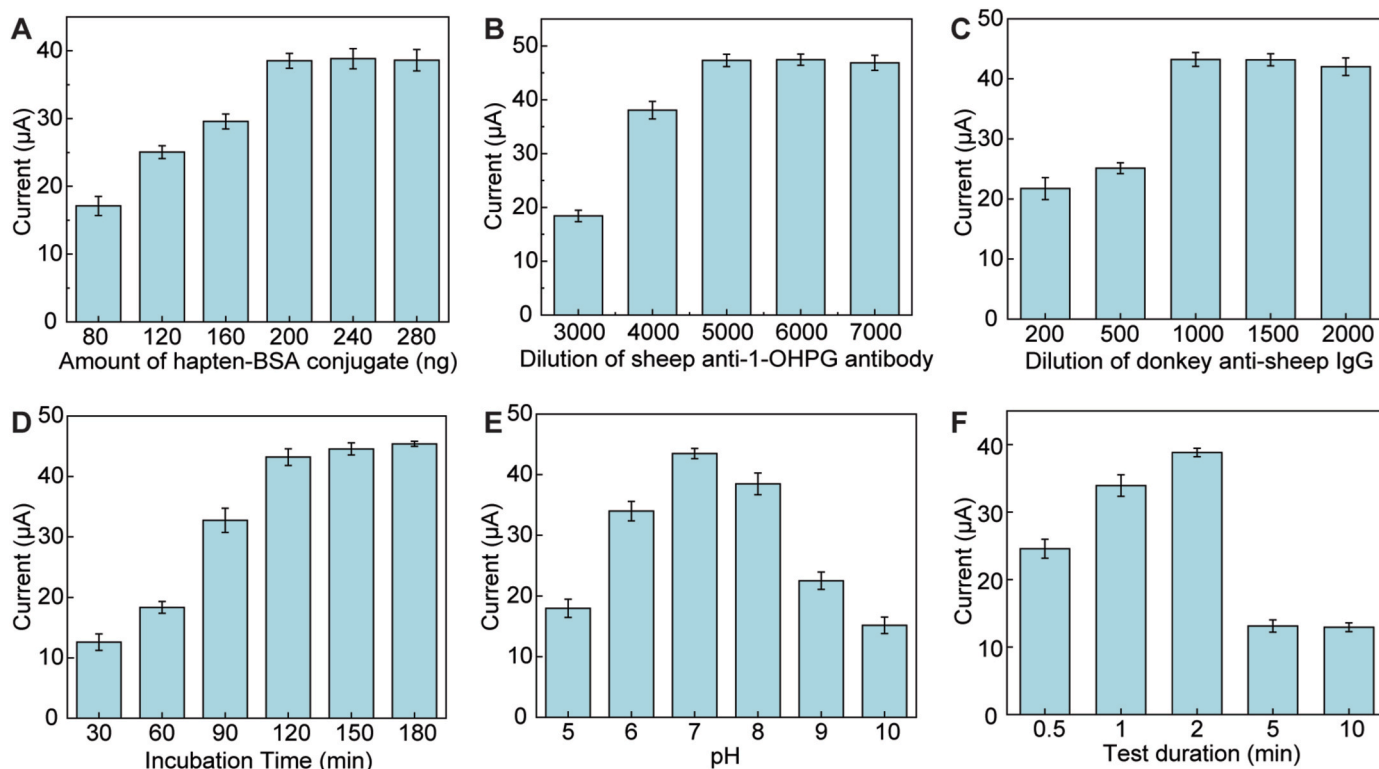 A
Current (µA)
40
30
20
10
0
80 120 160 200 240 280
Amount of hapten-BSA conjugate (ng)
B
Current (µA)
50
40
30
20
10
0
3000 4000 5000 6000 7000
Dilution of sheep anti-1-OHPG antibody
C
Current (µA)
50
40
30
20
10
0
200 500 1000 1500 2000
Dilution of donkey anti-sheep IgG
D
Current (µA)
50
40
30
20
10
0
30 60 90 120 150 180
Incubation Time (min)
E
Current (µA)
50
40
30
20
10
0
5 6 7 8 9 10
pH
F
Current (µA)
40
30
20
10
0
0.5 1 2 5 10
Test duration (min)